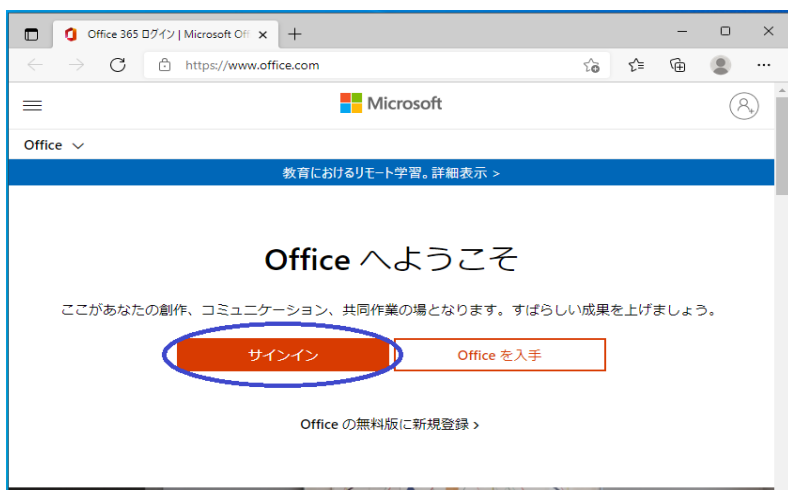 Office 365 ログイン | Microsoft Off
https://www.office.com
Microsoft
Office
教育におけるリモート学習。詳細表示 >
Office へようこそ
ここがあなたの創作、コミュニケーション、共同作業の場となります。すばらしい成果を上げましょう。
サインイン
Office を入手
Office の無料版に新規登録 >